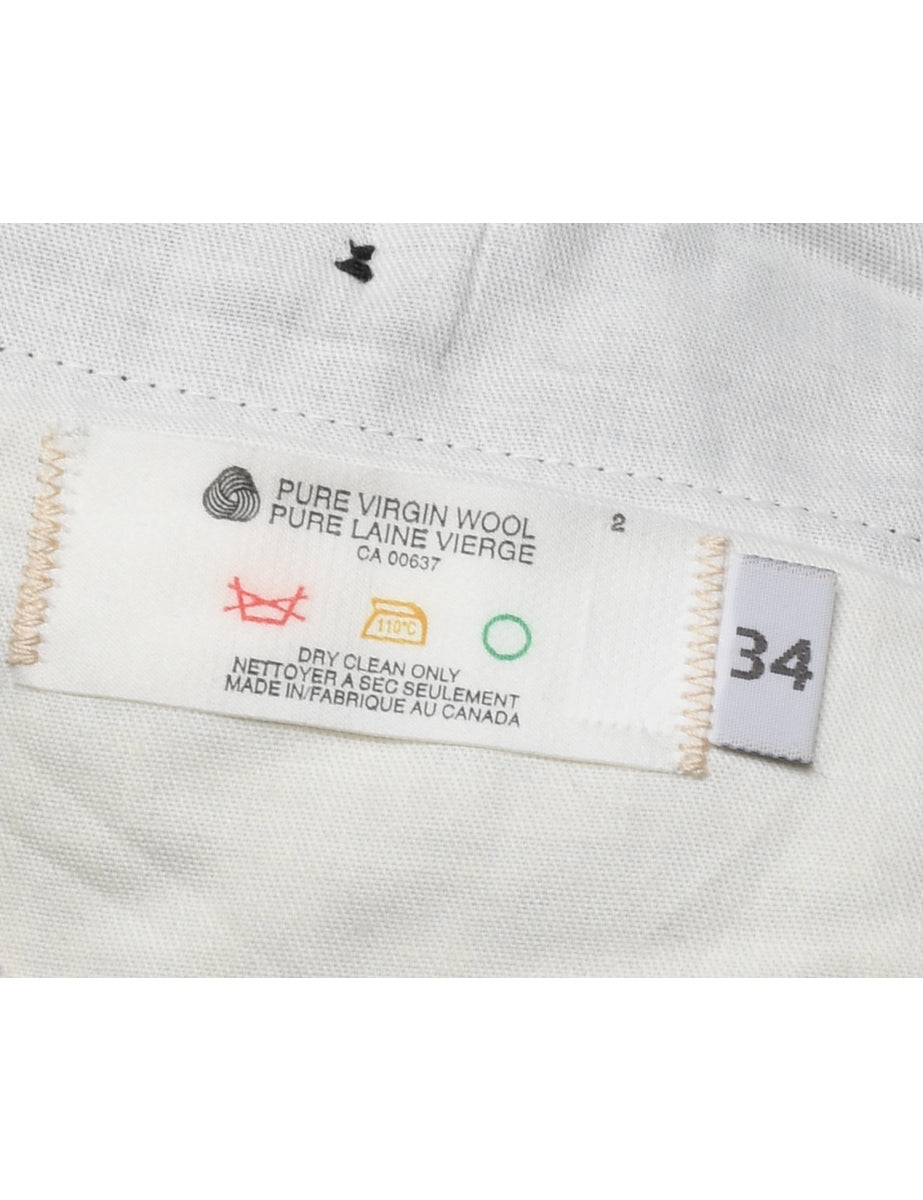 PURE VIRGIN WOOL
PURE LAINE VIERGE
CA 00637
2
110°C
DRY CLEAN ONLY
NETTOYER A SEC SEULEMENT
MADE IN/FABRIQUE AU CANADA
34